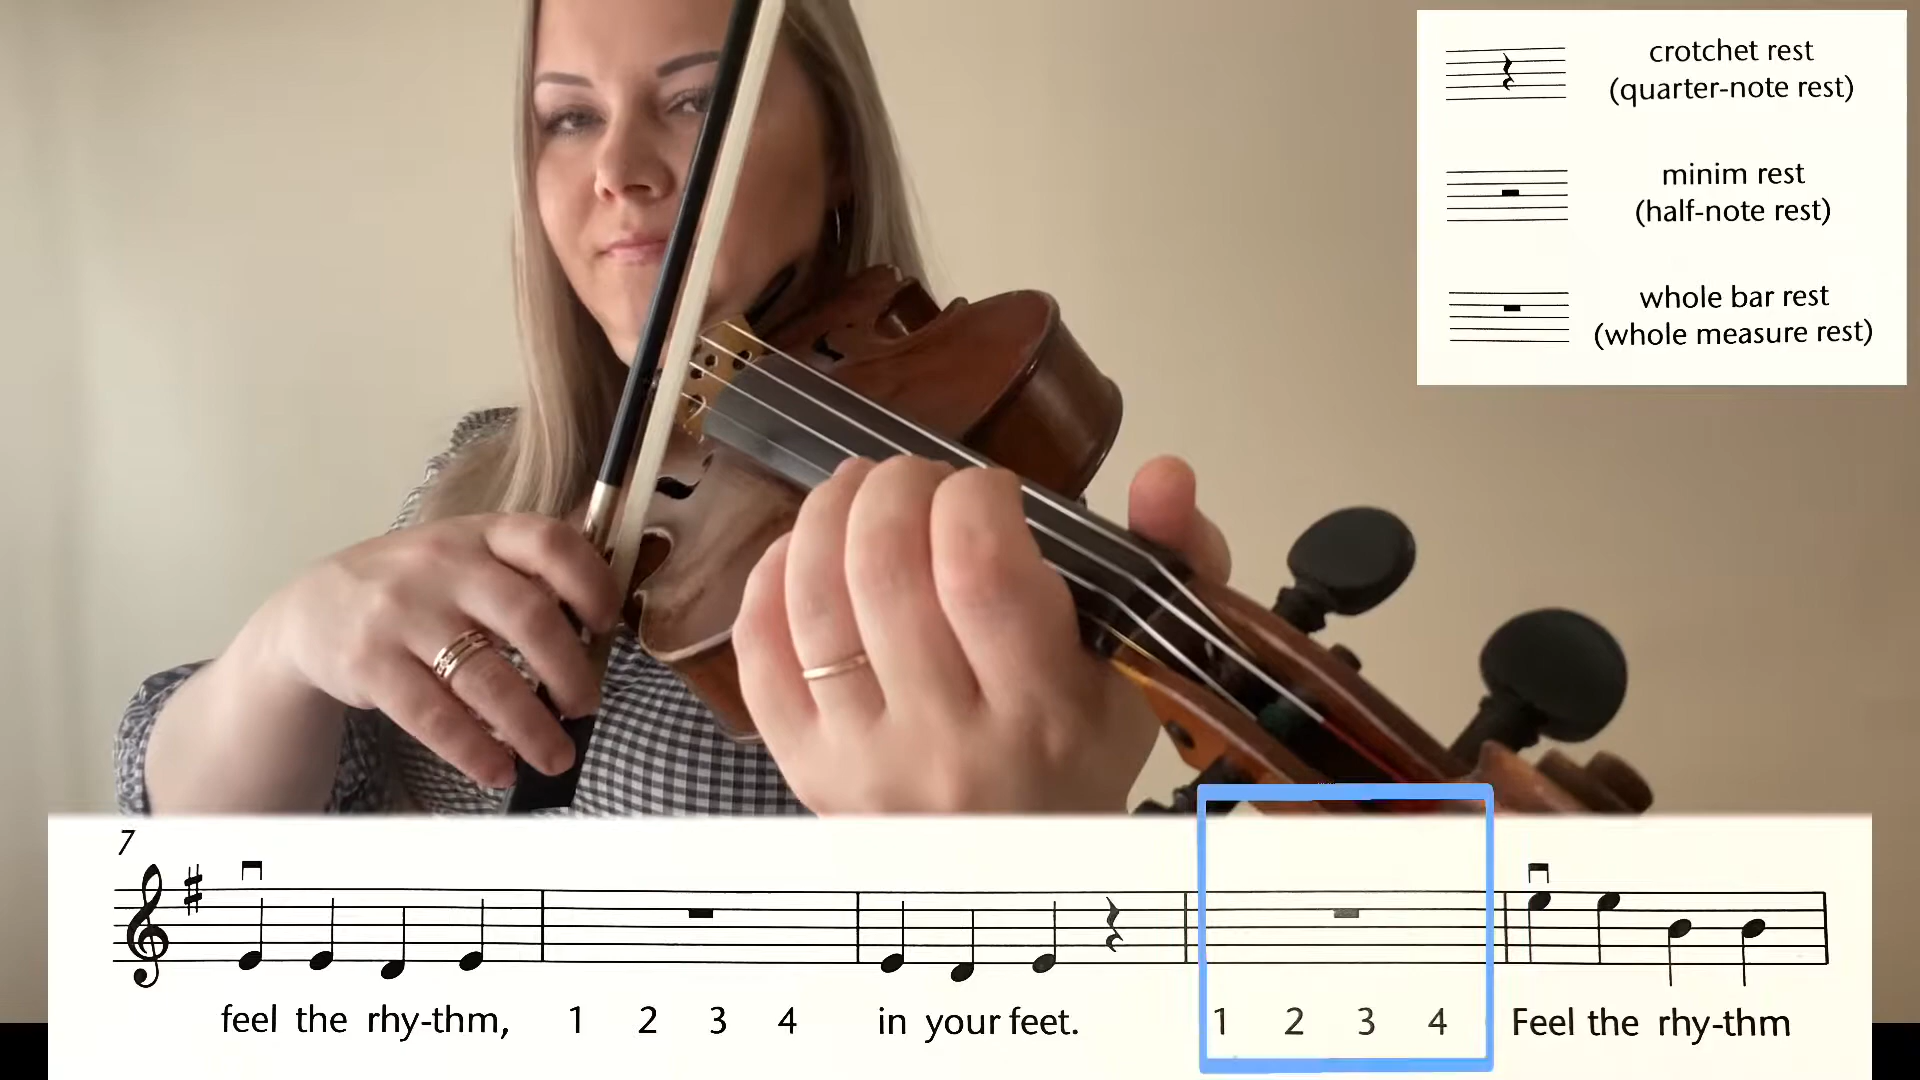 crotchet rest
(quarter-note rest)
minim rest
(half-note rest)
whole bar rest
(whole measure rest)
7
feel the rhy-thm, 1 2 3 4 in your feet. 1 2 3 4 Feel the rhy-thm